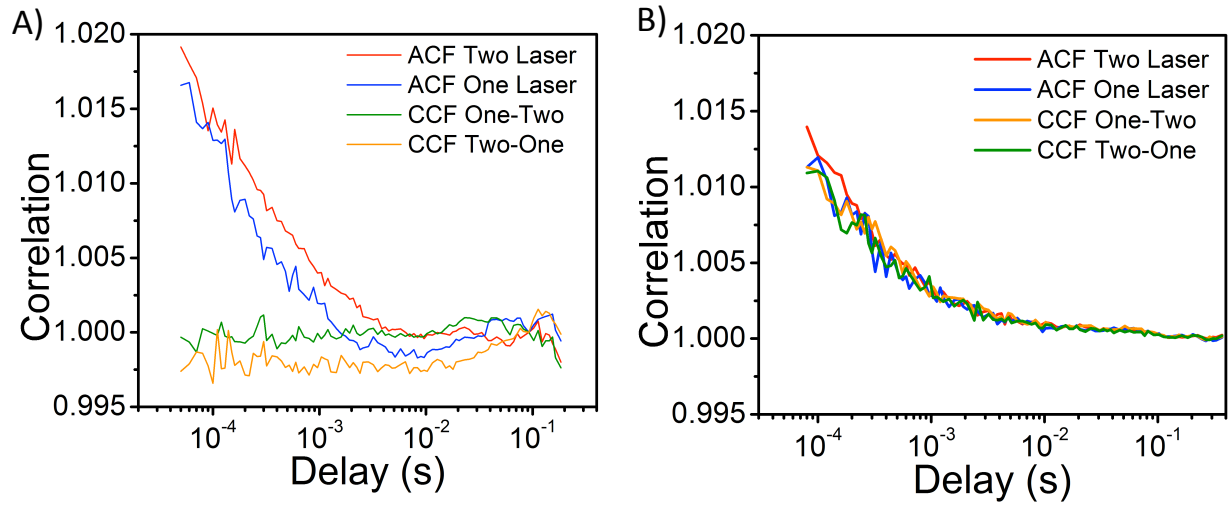 A)
1.020
1.015
1.010
1.005
1.000
0.995
Correlation
ACF Two Laser
ACF One Laser
CCF One-Two
CCF Two-One
10-4
10-3
10-2
10-1
Delay (s)
B)
1.020
1.015
1.010
1.005
1.000
0.995
Correlation
ACF Two Laser
ACF One Laser
CCF One-Two
CCF Two-One
10-4
10-3
10-2
10-1
Delay (s)